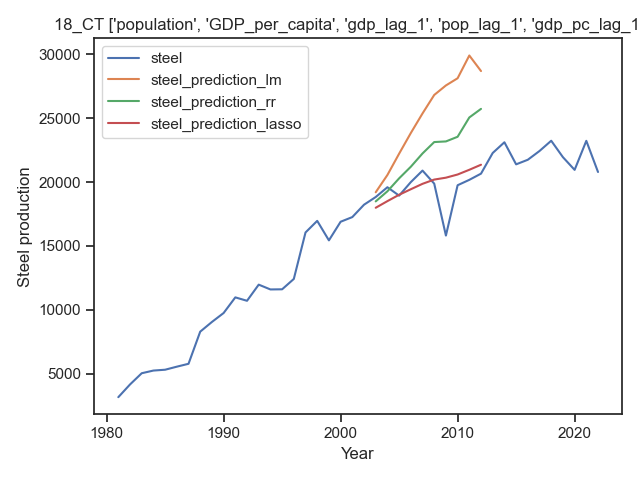 18_CT ['population', 'GDP_per_capita', 'gdp_lag_1', 'pop_lag_1', 'gdp_pc_lag_1
steel
steel_prediction_lm
steel_prediction_rr
steel_prediction_lasso
30000
25000
20000
15000
10000
5000
Steel production
1980
1990
2000
2010
2020
Year